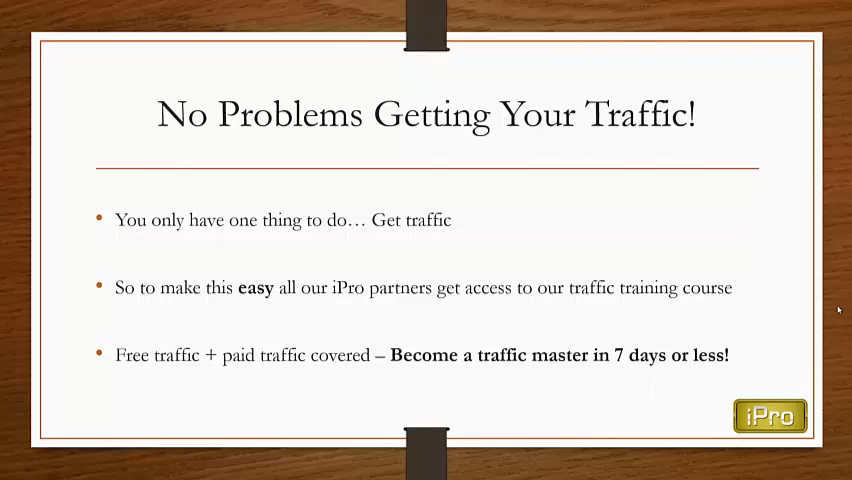 No Problems Getting Your Traffic!
You only have one thing to do… Get traffic
So to make this easy all our iPro partners get access to our traffic training course
Free traffic + paid traffic covered – Become a traffic master in 7 days or less!
iPro